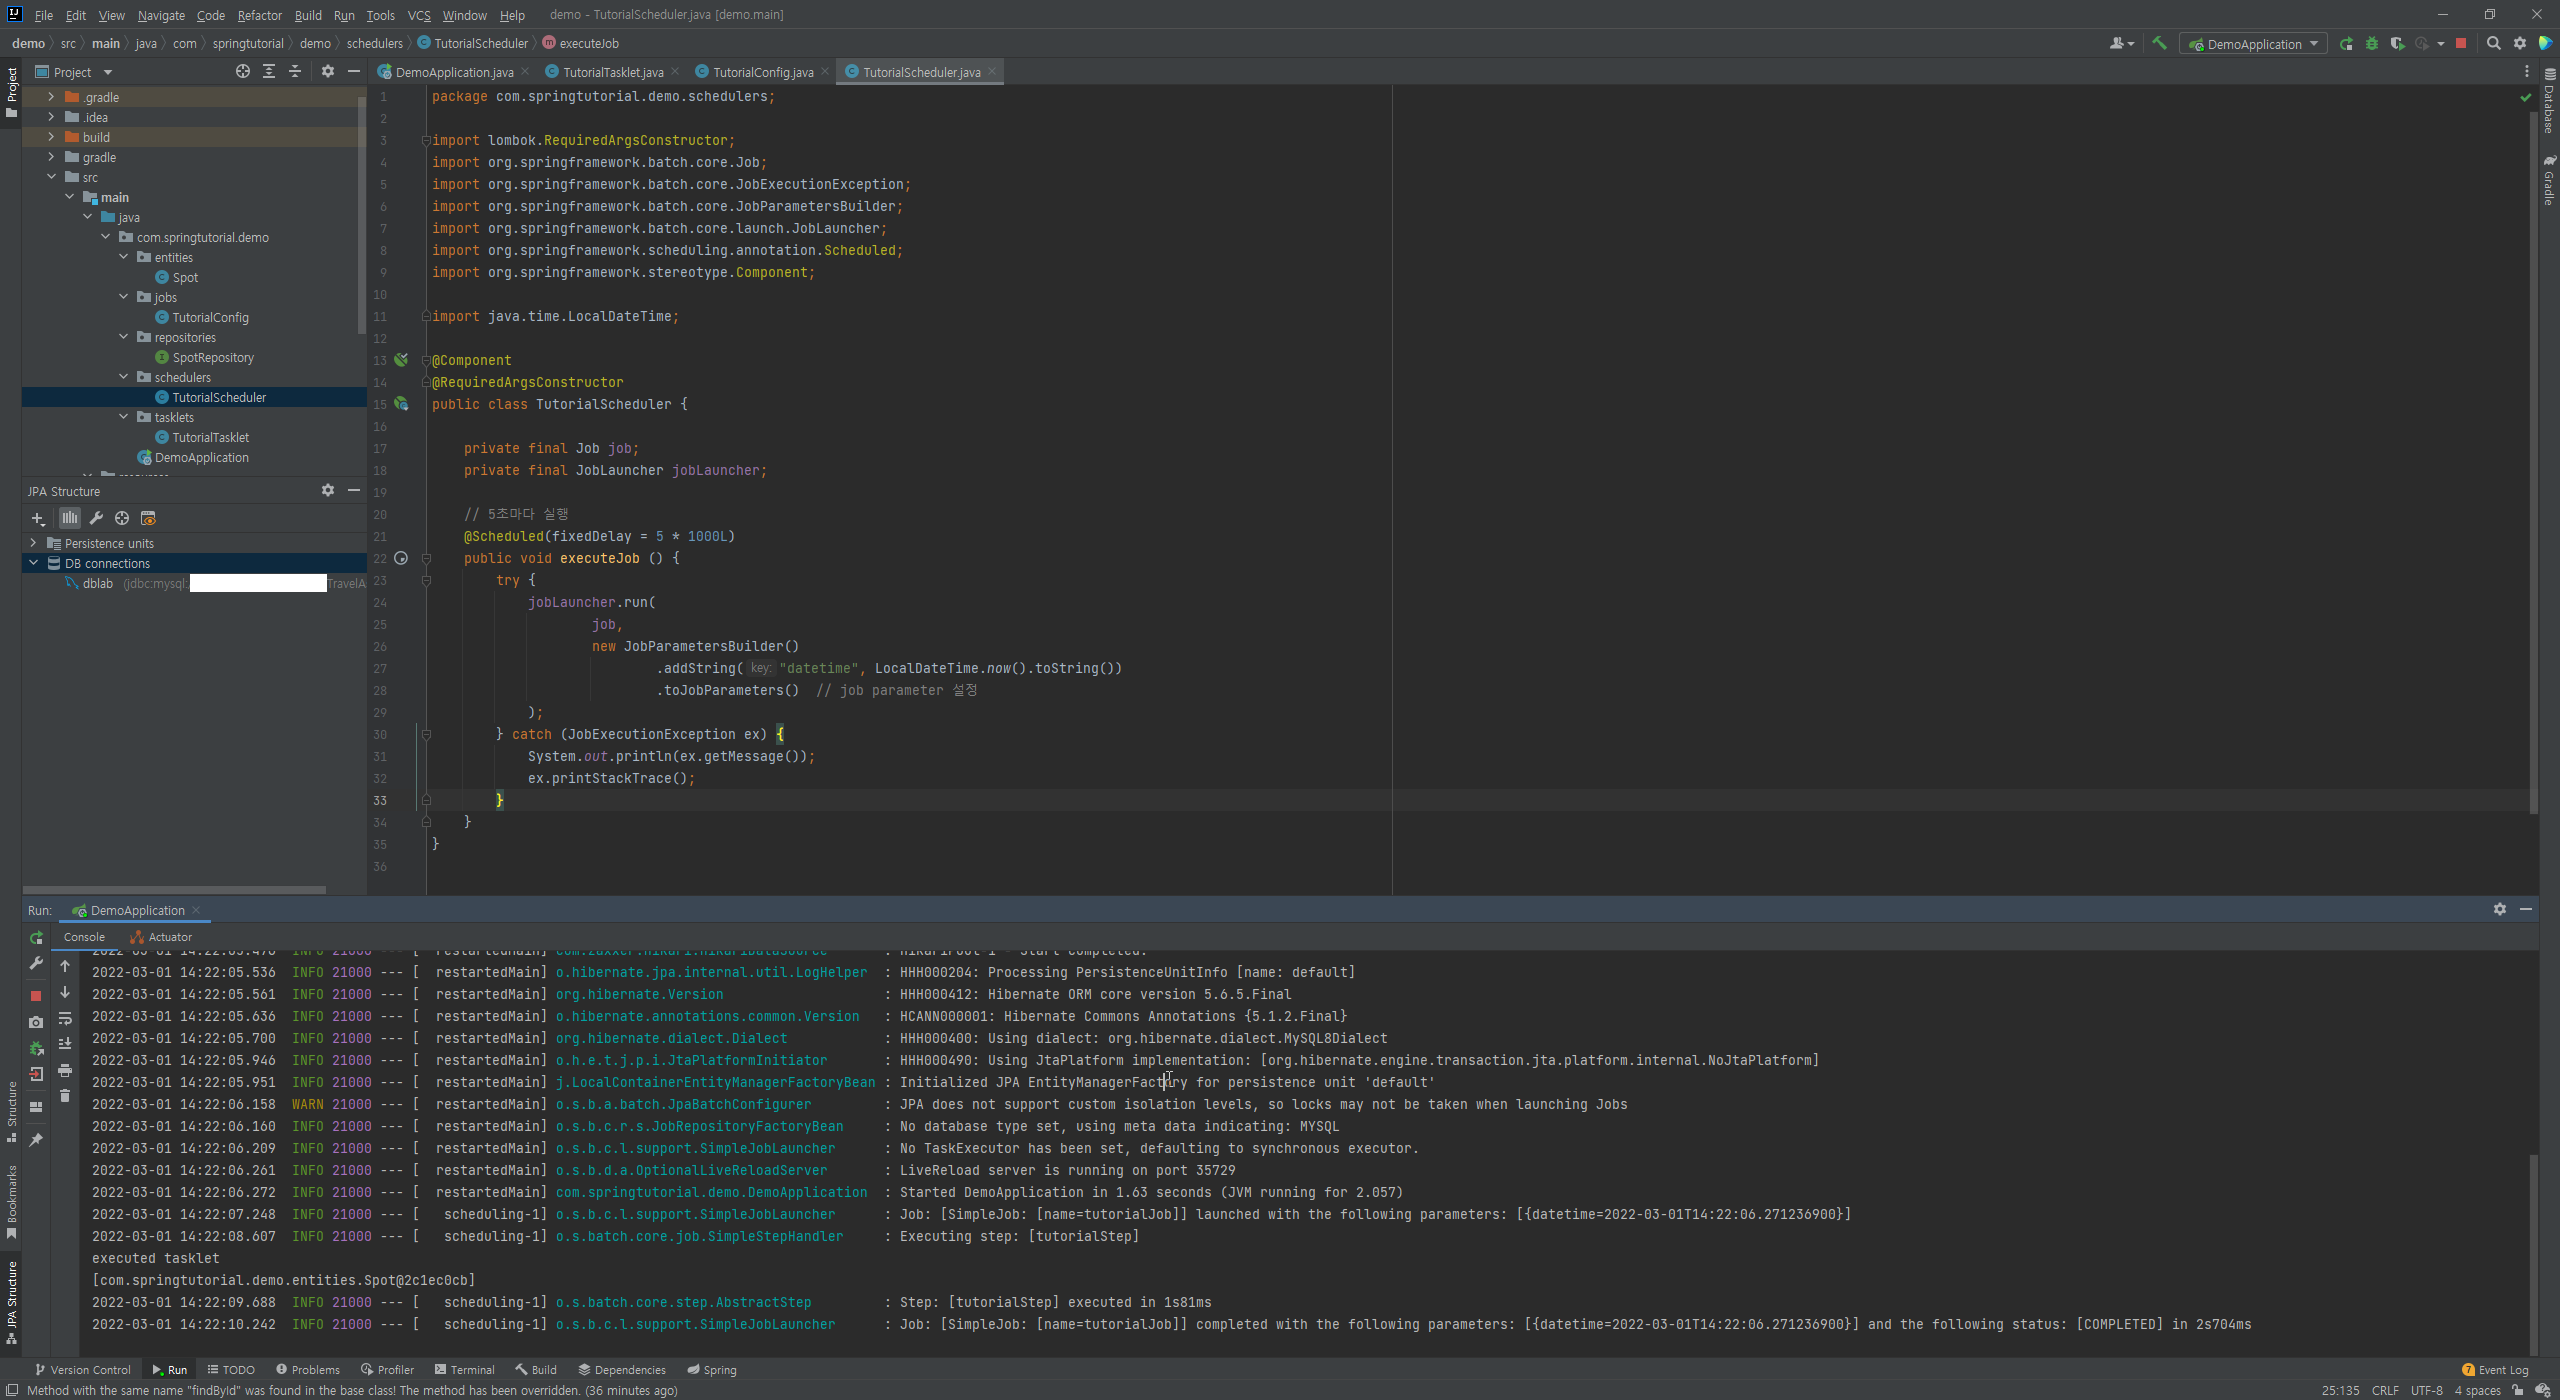 File Edit View Navigate Code Refactor Build Run Tools VCS Window Help demo - TutorialScheduler.java [demo.main]
demo src main java com springtutorial demo schedulers TutorialScheduler executeJob
DemoApplication
Project
DemoApplication.java TutorialTasklet.java TutorialConfig.java TutorialScheduler.java
Project
.gradle
.idea
build
gradle
src
main
java
com.springtutorial.demo
entities
Spot
jobs
TutorialConfig
repositories
SpotRepository
schedulers
TutorialScheduler
tasklets
TutorialTasklet
DemoApplication
JPA Structure
Persistence units
DB connections
dblab (jdbc:mysql: TravelA
1 package com.springtutorial.demo.schedulers;
2
3 import lombok.RequiredArgsConstructor;
4 import org.springframework.batch.core.Job;
5 import org.springframework.batch.core.JobExecutionException;
6 import org.springframework.batch.core.JobParametersBuilder;
7 import org.springframework.batch.core.launch.JobLauncher;
8 import org.springframework.scheduling.annotation.Scheduled;
9 import org.springframework.stereotype.Component;
10
11 import java.time.LocalDateTime;
12
13 @Component
14 @RequiredArgsConstructor
15 public class TutorialScheduler {
16
17 private final Job job;
18 private final JobLauncher jobLauncher;
19
20 // 5초마다 실행
21 @Scheduled(fixedDelay = 5 * 1000L)
22 public void executeJob () {
23 try {
24 jobLauncher.run(
25 job,
26 new JobParametersBuilder()
27 .addString( key: "datetime", LocalDateTime.now().toString())
28 .toJobParameters() // job parameter 설정
29 );
30 } catch (JobExecutionException ex) {
31 System.out.println(ex.getMessage());
32 ex.printStackTrace();
33 }
34 }
35 }
36
Database
Gradle
Run: DemoApplication
Console Actuator
2022-03-01 14:22:05.536 INFO 21000 --- [ restartedMain] o.hibernate.jpa.internal.util.LogHelper : HHH000204: Processing PersistenceUnitInfo [name: default]
2022-03-01 14:22:05.561 INFO 21000 --- [ restartedMain] org.hibernate.Version : HHH000412: Hibernate ORM core version 5.6.5.Final
2022-03-01 14:22:05.636 INFO 21000 --- [ restartedMain] o.hibernate.annotations.common.Version : HCANN000001: Hibernate Commons Annotations {5.1.2.Final}
2022-03-01 14:22:05.700 INFO 21000 --- [ restartedMain] org.hibernate.dialect.Dialect : HHH000400: Using dialect: org.hibernate.dialect.MySQL8Dialect
2022-03-01 14:22:05.946 INFO 21000 --- [ restartedMain] o.h.e.t.j.p.i.JtaPlatformInitiator : HHH000490: Using JtaPlatform implementation: [org.hibernate.engine.transaction.jta.platform.internal.NoJtaPlatform]
2022-03-01 14:22:05.951 INFO 21000 --- [ restartedMain] j.LocalContainerEntityManagerFactoryBean : Initialized JPA EntityManagerFactory for persistence unit 'default'
2022-03-01 14:22:06.158 WARN 21000 --- [ restartedMain] o.s.b.a.batch.JpaBatchConfigurer : JPA does not support custom isolation levels, so locks may not be taken when launching Jobs
2022-03-01 14:22:06.160 INFO 21000 --- [ restartedMain] o.s.b.c.r.s.JobRepositoryFactoryBean : No database type set, using meta data indicating: MYSQL
2022-03-01 14:22:06.209 INFO 21000 --- [ restartedMain] o.s.b.c.l.support.SimpleJobLauncher : No TaskExecutor has been set, defaulting to synchronous executor.
2022-03-01 14:22:06.261 INFO 21000 --- [ restartedMain] o.s.b.d.a.OptionalLiveReloadServer : LiveReload server is running on port 35729
2022-03-01 14:22:06.272 INFO 21000 --- [ restartedMain] com.springtutorial.demo.DemoApplication : Started DemoApplication in 1.63 seconds (JVM running for 2.057)
2022-03-01 14:22:07.248 INFO 21000 --- [ scheduling-1] o.s.b.c.l.support.SimpleJobLauncher : Job: [SimpleJob: [name=tutorialJob]] launched with the following parameters: [{datetime=2022-03-01T14:22:06.271236900}]
2022-03-01 14:22:08.607 INFO 21000 --- [ scheduling-1] o.s.batch.core.job.SimpleStepHandler : Executing step: [tutorialStep]
executed tasklet
[com.springtutorial.demo.entities.Spot@2c1ec0cb]
2022-03-01 14:22:09.688 INFO 21000 --- [ scheduling-1] o.s.batch.core.step.AbstractStep : Step: [tutorialStep] executed in 1s81ms
2022-03-01 14:22:10.242 INFO 21000 --- [ scheduling-1] o.s.b.c.l.support.SimpleJobLauncher : Job: [SimpleJob: [name=tutorialJob]] completed with the following parameters: [{datetime=2022-03-01T14:22:06.271236900}] and the following status: [COMPLETED] in 2s704ms
Structure
Bookmarks
JPA Structure
Version Control Run TODO Problems Profiler Terminal Build Dependencies Spring 7 Event Log
Method with the same name "findById" was found in the base class! The method has been overridden. (36 minutes ago) 25:135 CRLF UTF-8 4 spaces